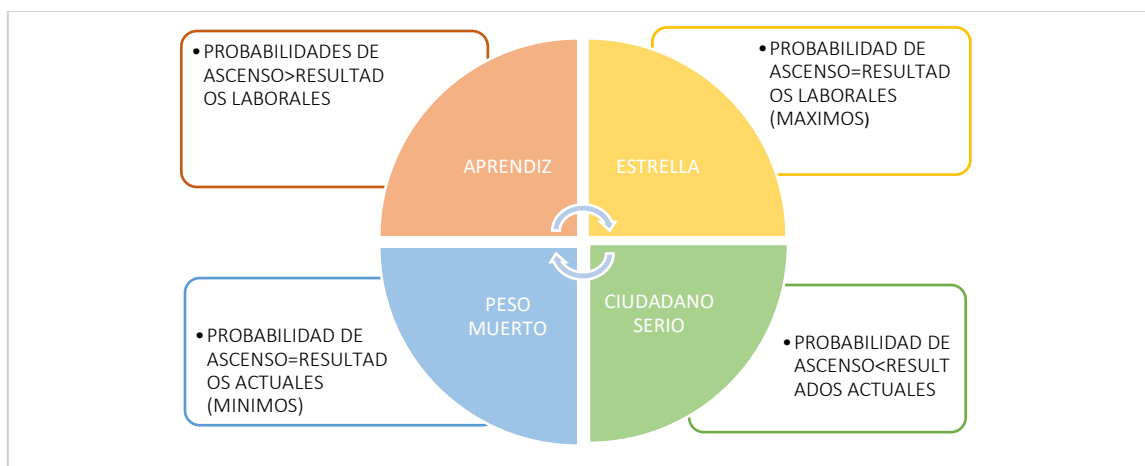 •PROBABILIDADES DE
ASCENSO>RESULTAD
OS LABORALES
•PROBABILIDAD DE
ASCENSO=RESULTAD
OS LABORALES
(MAXIMOS)
APRENDIZ
ESTRELLA
PESO
MUERTO
CIUDADANO
SERIO
•PROBABILIDAD DE
ASCENSO=RESULTAD
OS ACTUALES
(MINIMOS)
•PROBABILIDAD DE
ASCENSO<RESULT
ADOS ACTUALES